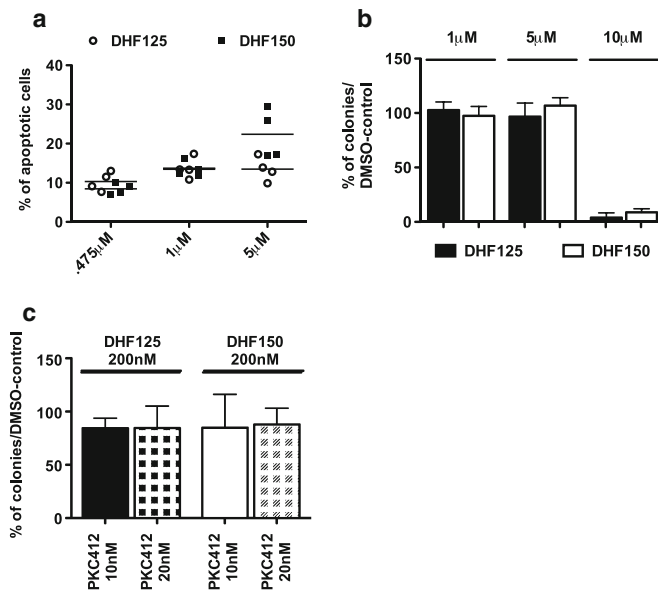 a
DHF125 DHF150
% of apoptotic cells
40
30
20
10
0
.475µM 1µM 5µM
b
1µM 5µM 10µM
% of colonies/
DMSO-control
150
100
50
0
DHF125 DHF150
c
DHF125 DHF150
200nM 200nM
% of colonies/DMSO-control
150
100
50
0
PKC412
10nM
PKC412
20nM
PKC412
10nM
PKC412
20nM